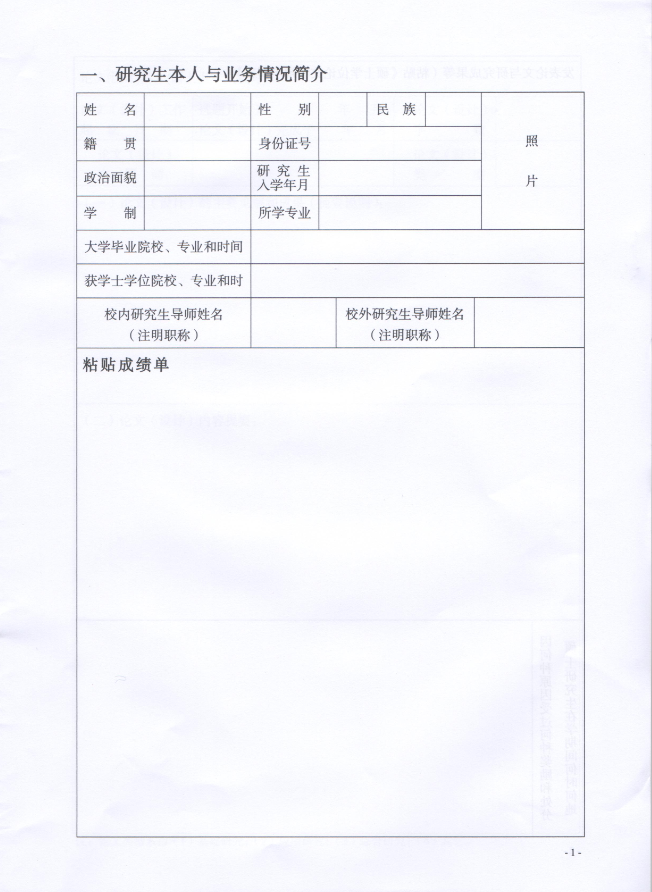 一、研究生本人与业务情况简介
姓 名 性 别 民 族
照
片
籍 贯 身份证号
政治面貌 研 究 生
入学年月
学 制 所学专业
大学毕业院校、专业和时间
获学士学位院校、专业和时
校内研究生导师姓名
（注明职称）
校外研究生导师姓名
（注明职称）
粘贴成绩单
- 1 -